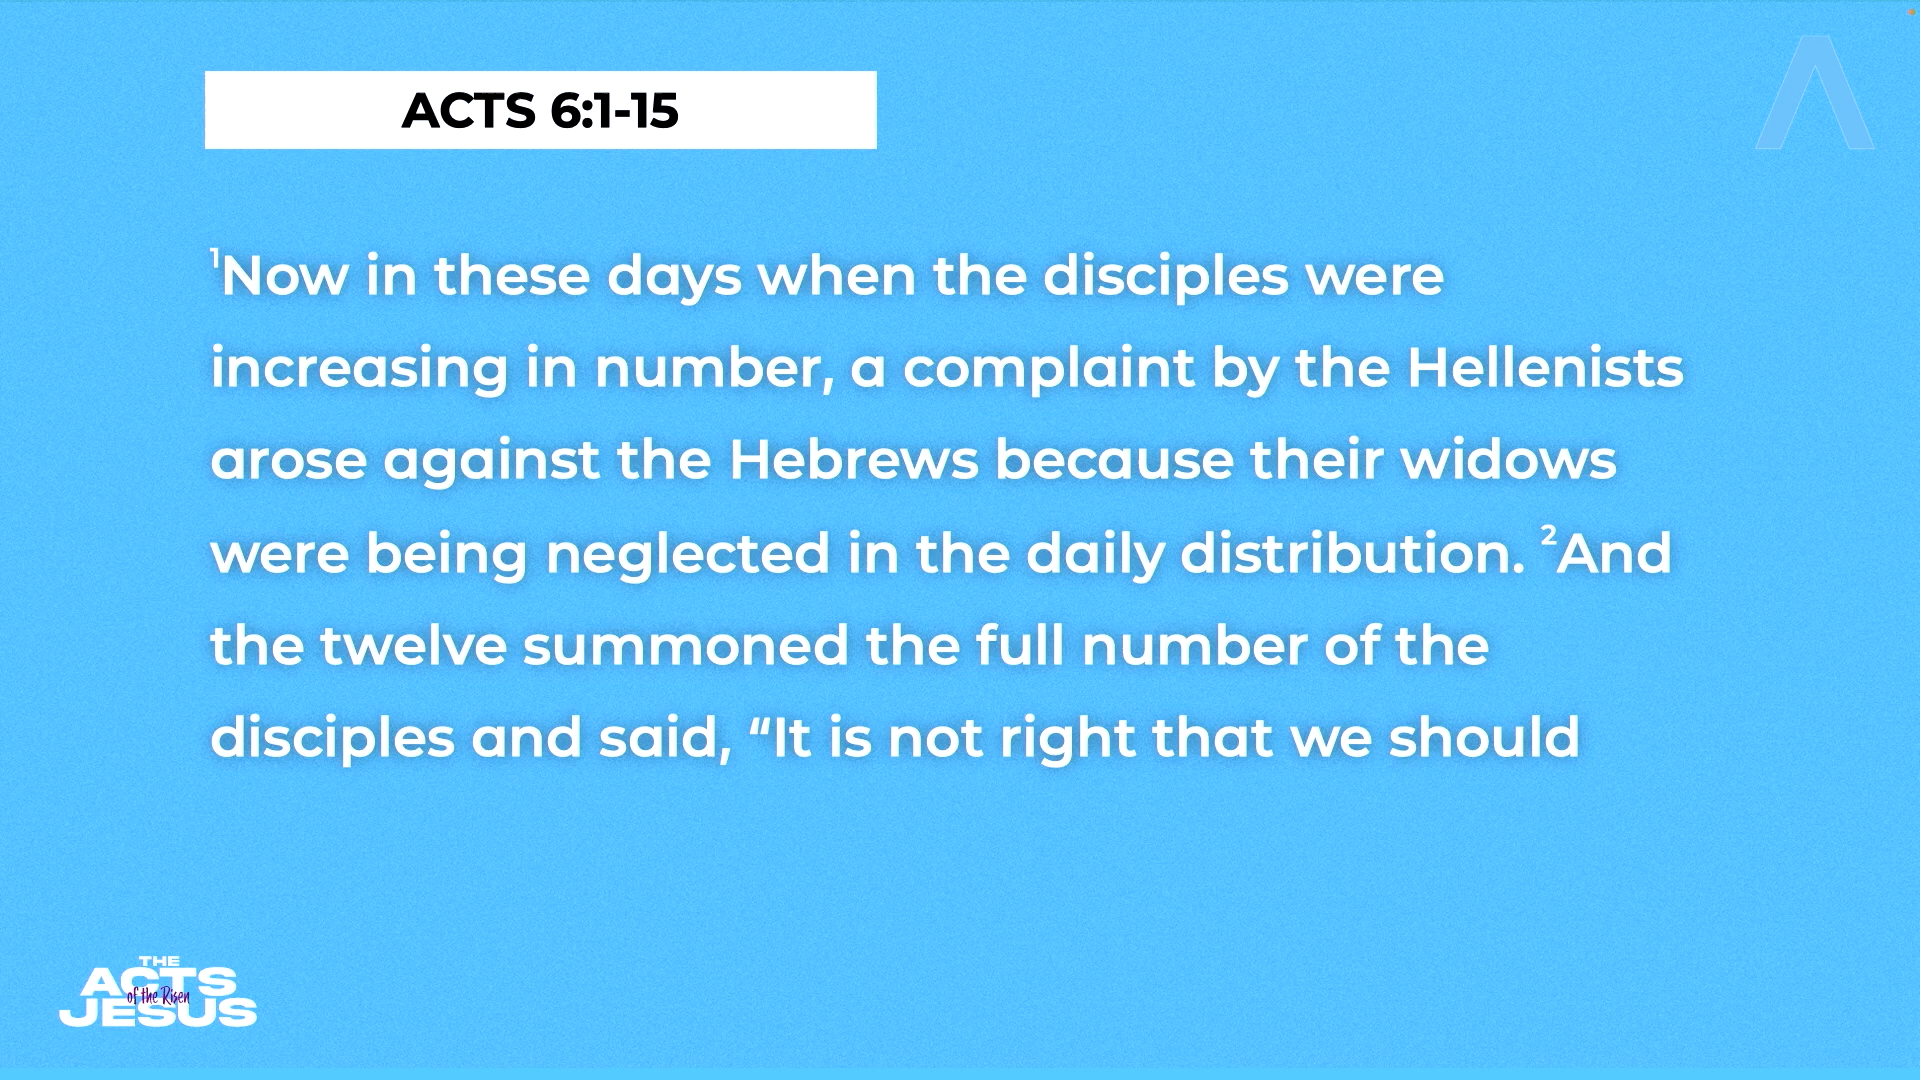 ACTS 6:1-15
¹Now in these days when the disciples were
increasing in number, a complaint by the Hellenists
arose against the Hebrews because their widows
were being neglected in the daily distribution. ²And
the twelve summoned the full number of the
disciples and said, “It is not right that we should
THE
ACTS
of the Risen
JESUS